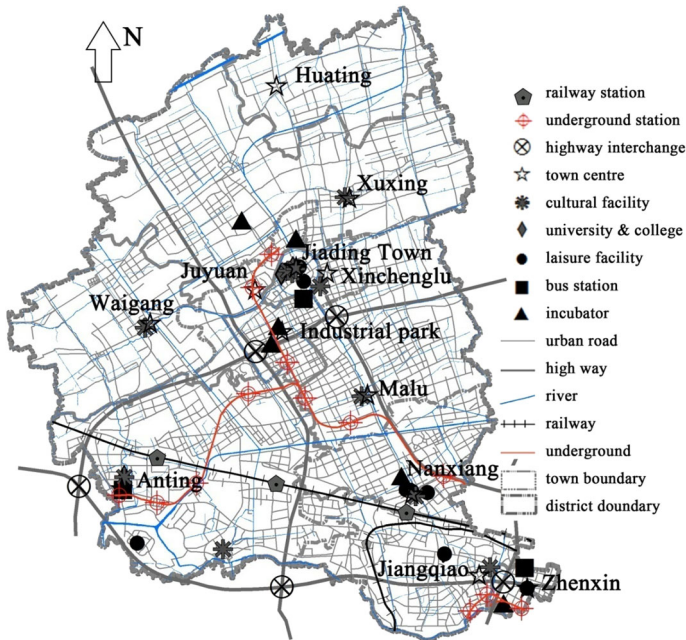 N
Huating
Xuxing
Jiading Town
Juyuan
Xinchenglu
Waigang
Industrial park
Malu
Nanxiang
Anting
Jiangqiao
Zhenxin
railway station
underground station
highway interchange
town centre
cultural facility
university & college
laisure facility
bus station
incubator
urban road
high way
river
railway
underground
town boundary
district doundary